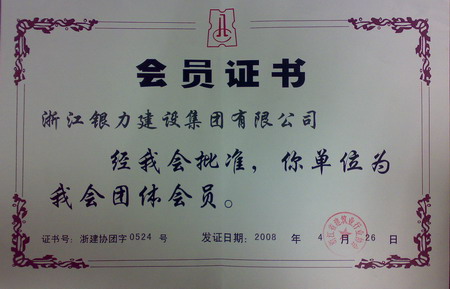 会员证书
浙江银力建设集团有限公司
经我会批准，你单位为
我会团体会员。
证书号：浙建协团字0524号 发证日期：2008 年 4 月 26 日